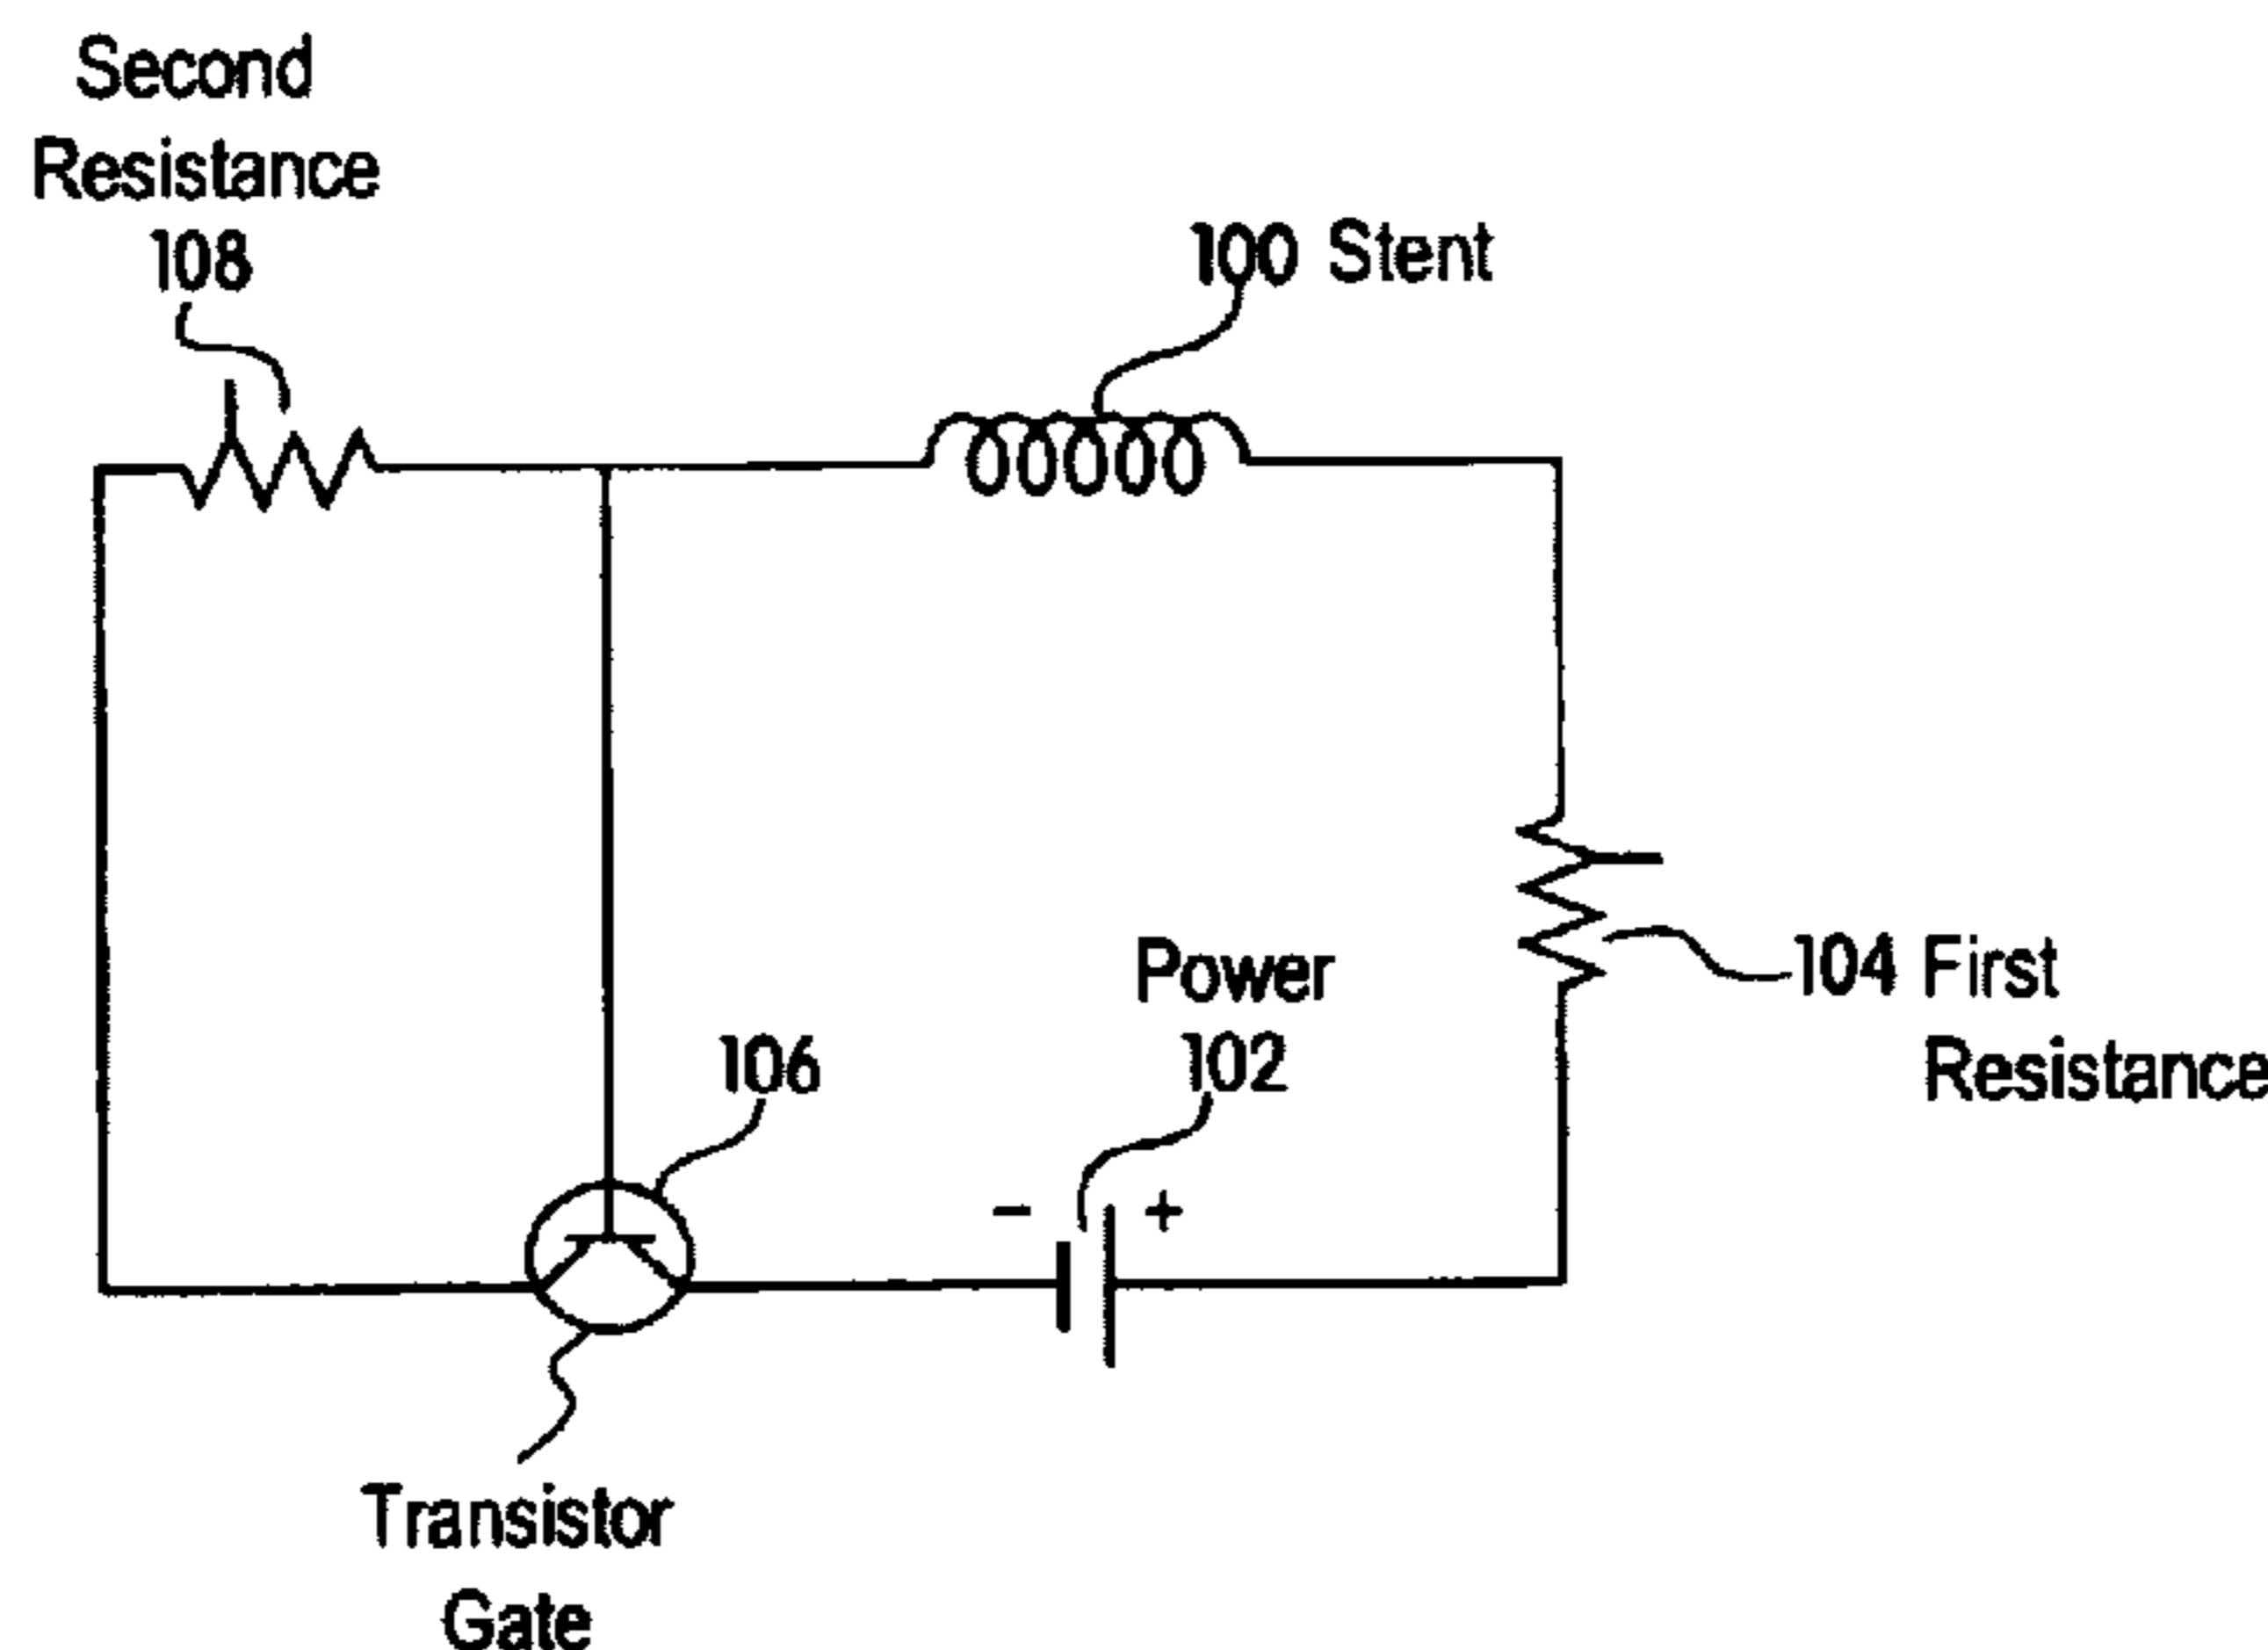 Second
Resistance
108
100 Stent
Power
102
104 First
Resistance
106
- +
Transistor
Gate